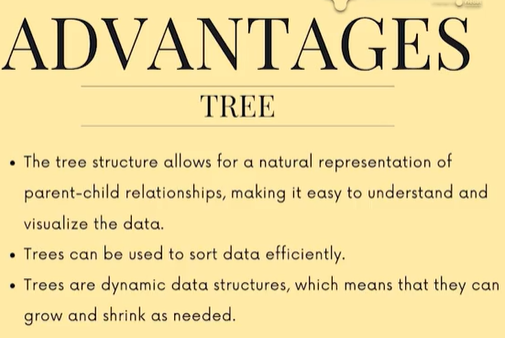 ADVANTAGES
TREE
• The tree structure allows for a natural representation of
parent-child relationships, making it easy to understand and
visualize the data.
• Trees can be used to sort data efficiently.
• Trees are dynamic data structures, which means that they can
grow and shrink as needed.